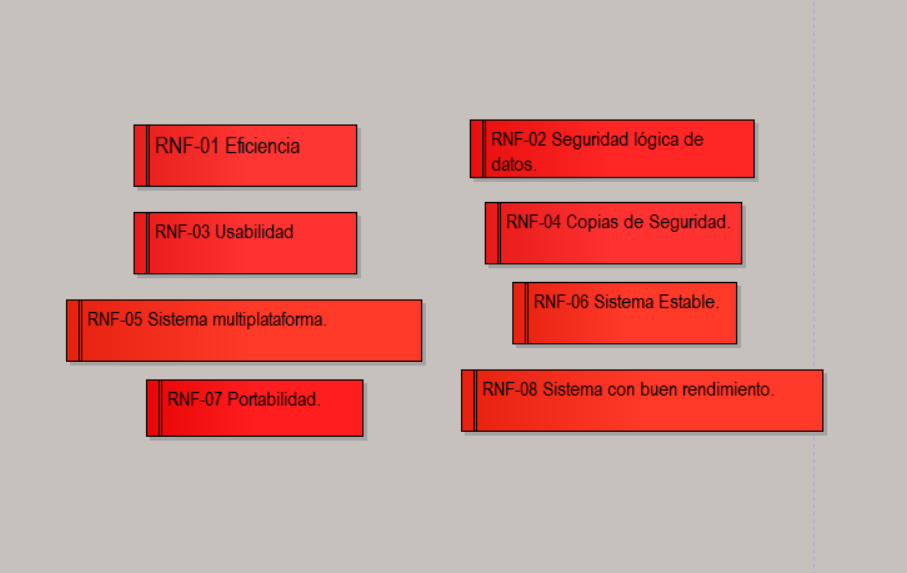 RNF-01 Eficiencia
RNF-02 Seguridad lógica de
datos.
RNF-03 Usabilidad
RNF-04 Copias de Seguridad.
RNF-05 Sistema multiplataforma.
RNF-06 Sistema Estable.
RNF-07 Portabilidad.
RNF-08 Sistema con buen rendimiento.